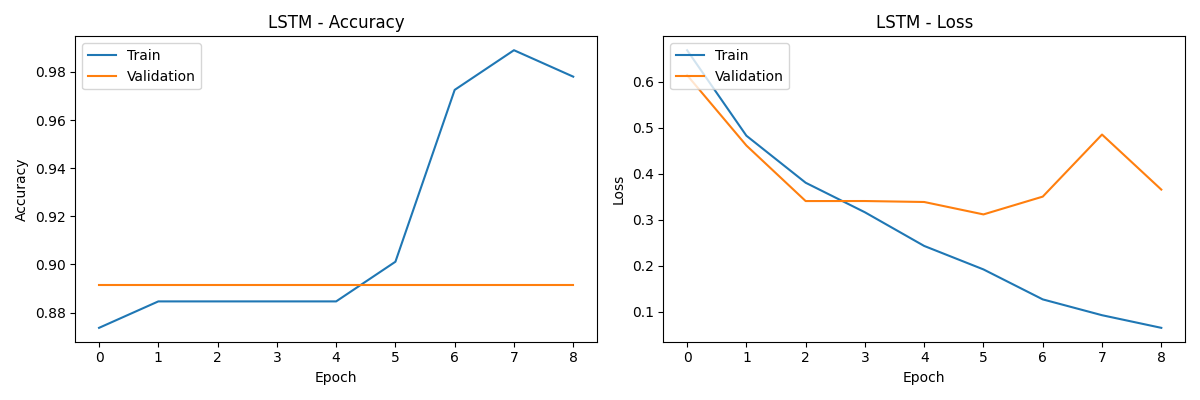 LSTM - Accuracy
Train
Validation
0.98
0.96
0.94
0.92
0.90
0.88
Accuracy
0 1 2 3 4 5 6 7 8
Epoch
LSTM - Loss
Train
Validation
0.6
0.5
0.4
0.3
0.2
0.1
Loss
0 1 2 3 4 5 6 7 8
Epoch